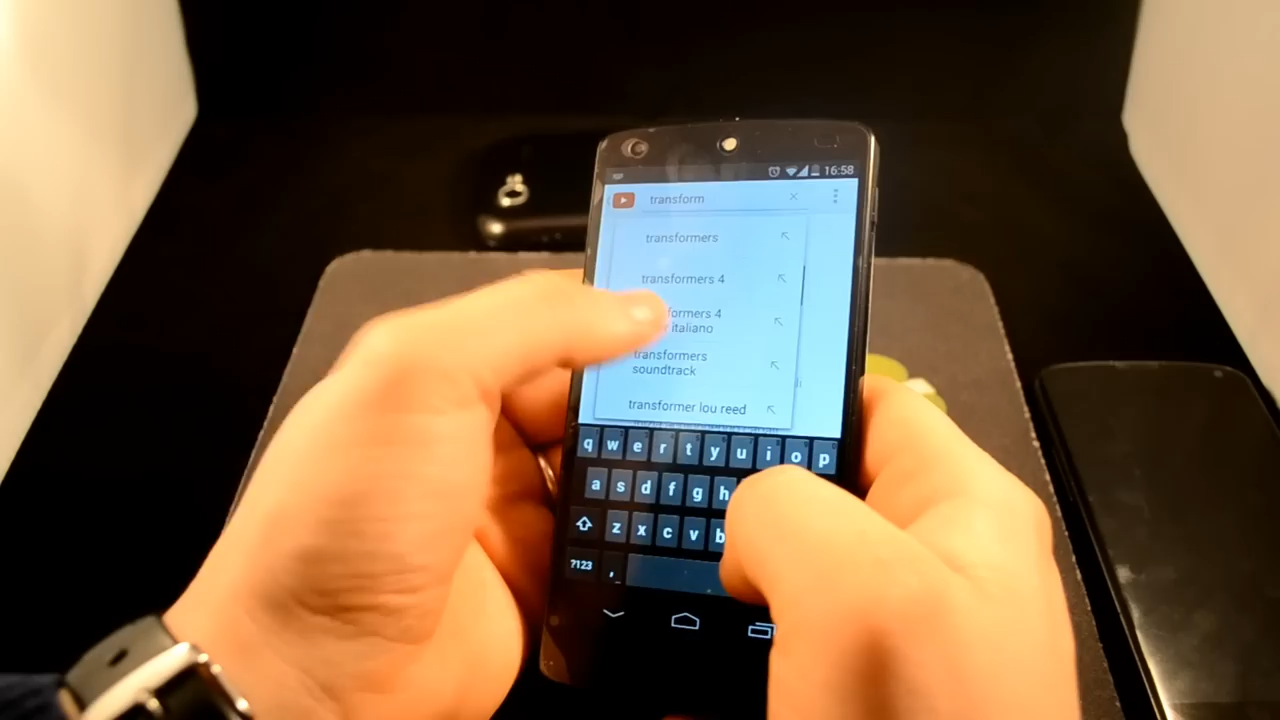 16:58
transform
transformers
transformers 4
formers 4
italiano
transformers
soundtrack
transformer lou reed
q w e r t y u i o p
a s d f g h
z x c v b
?123 ,